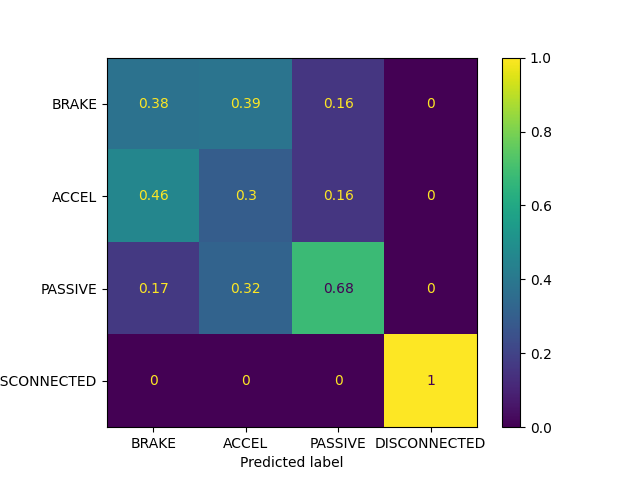 1.0
BRAKE 0.38 0.39 0.16 0
0.8
ACCEL 0.46 0.3 0.16 0
0.6
0.4
PASSIVE 0.17 0.32 0.68 0
0.2
SCONNECTED 0 0 0 1
0.0
BRAKE ACCEL PASSIVE DISCONNECTED
Predicted label